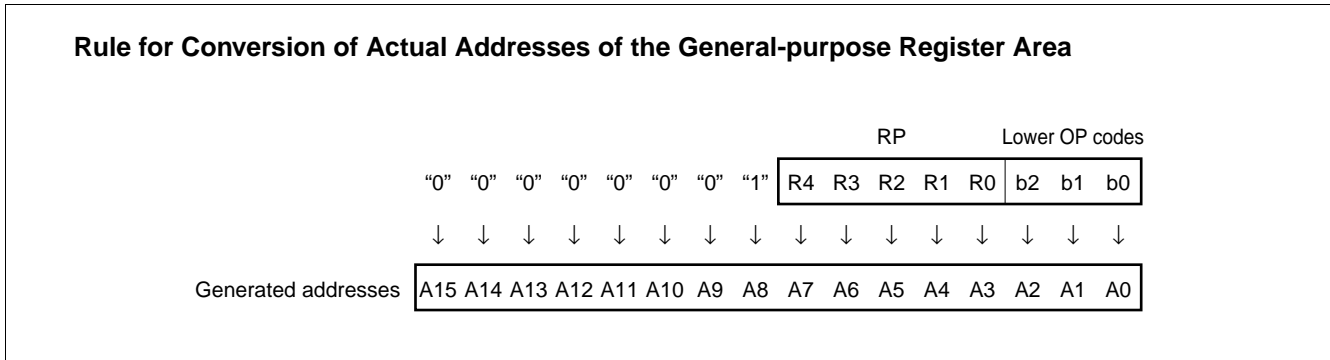 Rule for Conversion of Actual Addresses of the General-purpose Register Area
RP Lower OP codes
“0” “0” “0” “0” “0” “0” “0” “1” R4 R3 R2 R1 R0 b2 b1 b0
↓ ↓ ↓ ↓ ↓ ↓ ↓ ↓ ↓ ↓ ↓ ↓ ↓ ↓ ↓ ↓
Generated addresses A15 A14 A13 A12 A11 A10 A9 A8 A7 A6 A5 A4 A3 A2 A1 A0